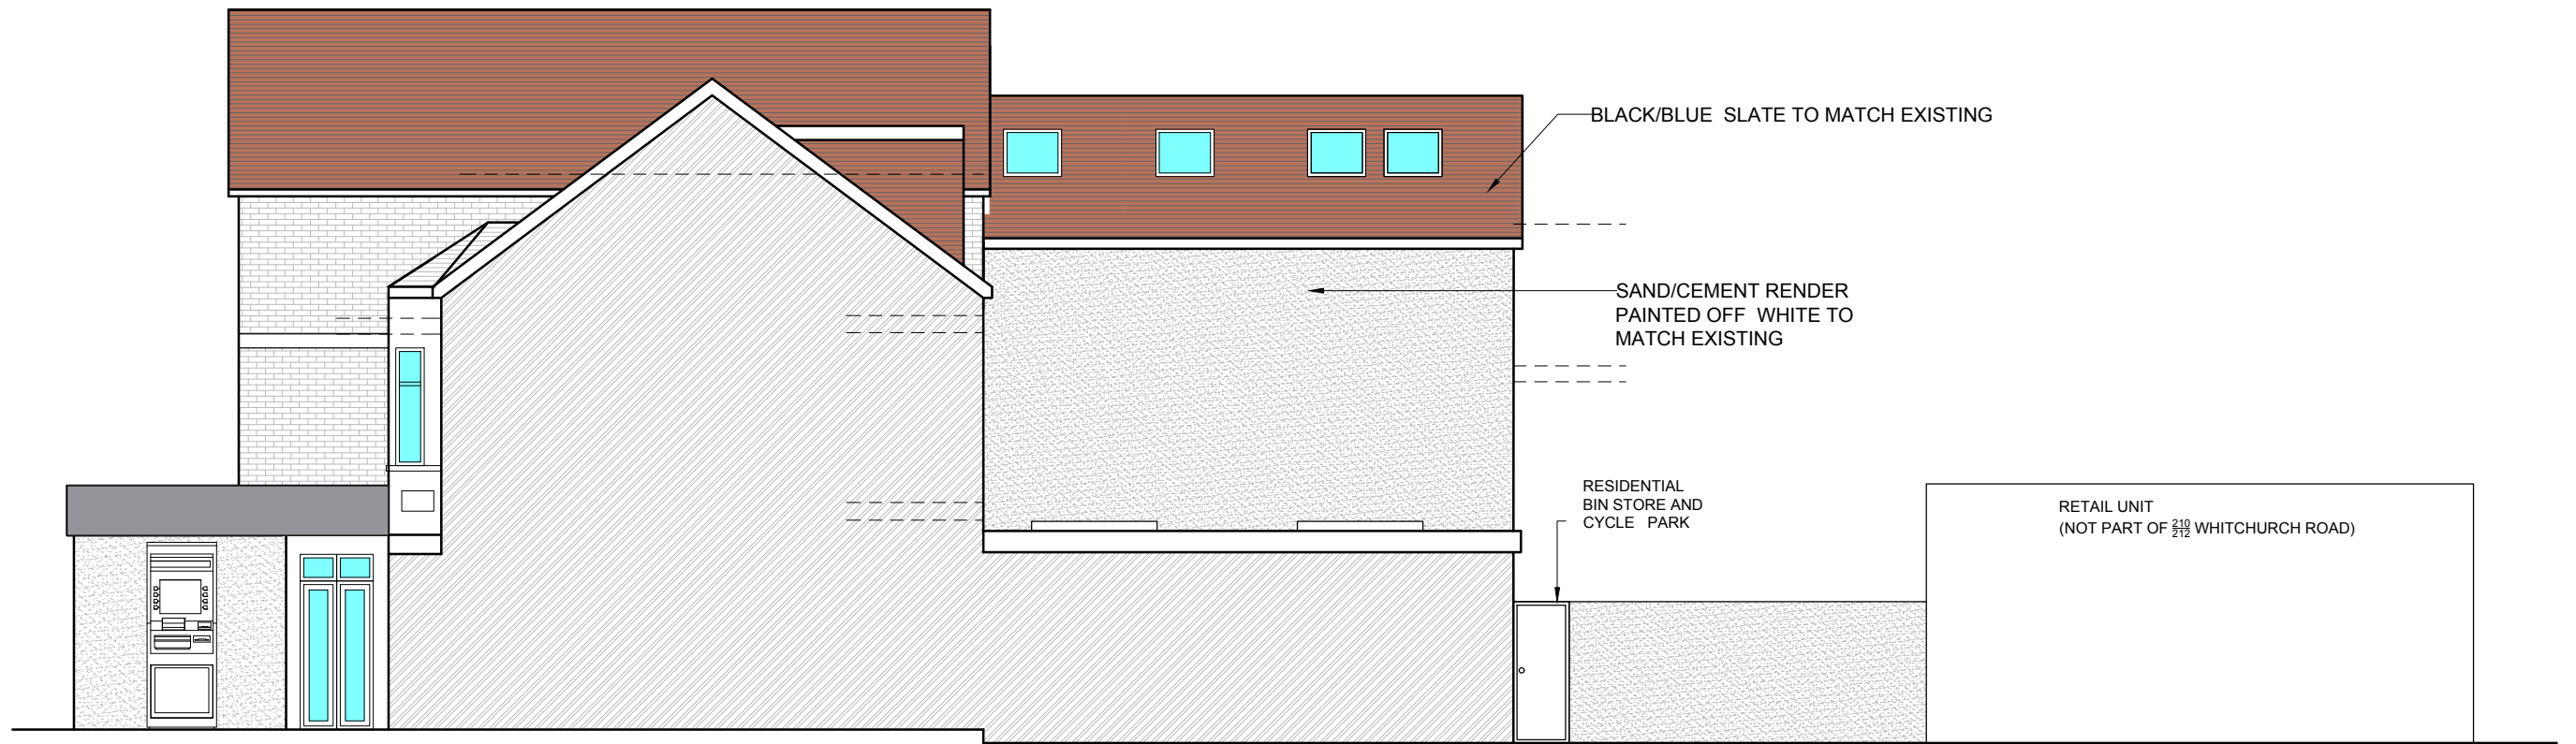 BLACK/BLUE SLATE TO MATCH EXISTING
SAND/CEMENT RENDER
PAINTED OFF WHITE TO
MATCH EXISTING
RESIDENTIAL
BIN STORE AND
CYCLE PARK
RETAIL UNIT
(NOT PART OF 210/212 WHITCHURCH ROAD)